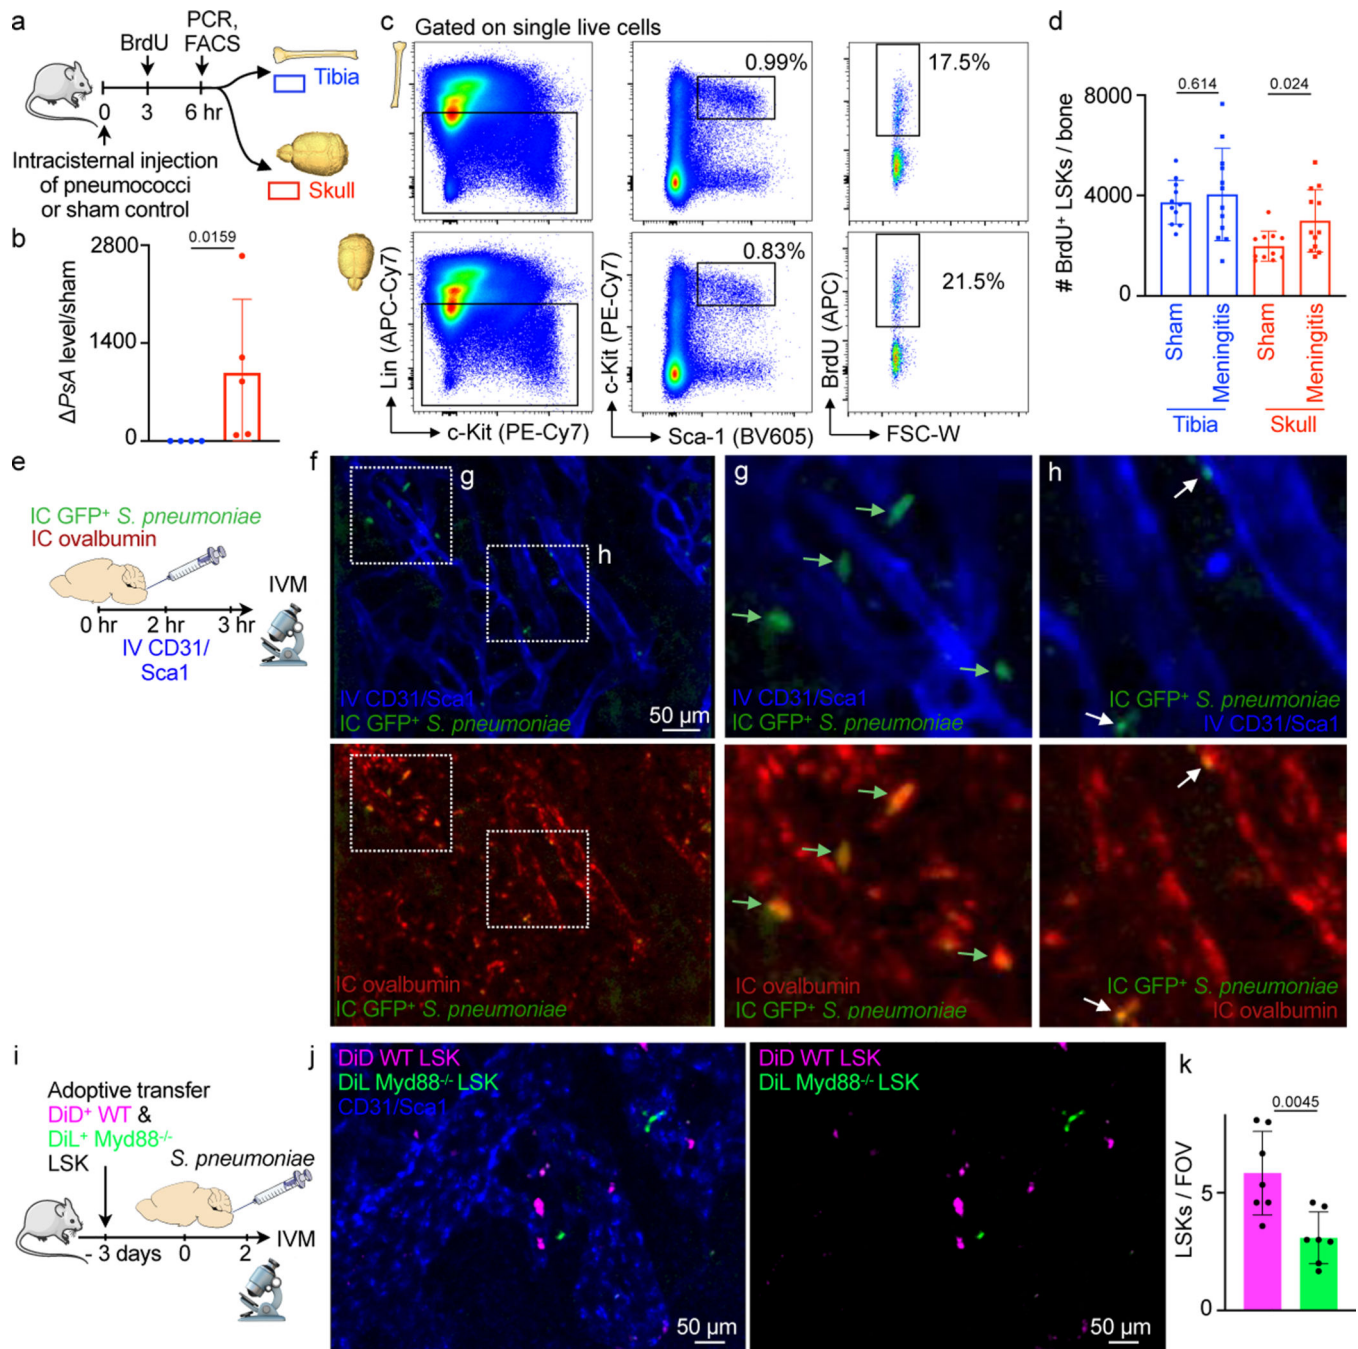 a
PCR,
FACS
BrdU
0
3
6 hr
Tibia
Skull
Intracisternal injection
of pneumococci
or sham control
b
ΔPsA level/sham
2800
1400
0
0.0159
c
Gated on single live cells
0.99%
17.5%
0.83%
21.5%
Lin (APC-Cy7)
c-Kit (PE-Cy7)
c-Kit (PE-Cy7)
Sca-1 (BV605)
BrdU (APC)
FSC-W
d
# BrdU⁺ LSKs / bone
8000
4000
0
0.614
0.024
Sham
Meningitis
Sham
Meningitis
Tibia
Skull
e
IC GFP⁺ S. pneumoniae
IC ovalbumin
IVM
0 hr
2 hr
3 hr
IV CD31/
Sca1
f
g
h
IV CD31/Sca1
IC GFP⁺ S. pneumoniae
50 µm
IC ovalbumin
IC GFP⁺ S. pneumoniae
g
IV CD31/Sca1
IC GFP⁺ S. pneumoniae
IC ovalbumin
IC GFP⁺ S. pneumoniae
h
IC GFP⁺ S. pneumoniae
IV CD31/Sca1
IC GFP⁺ S. pneumoniae
IC ovalbumin
i
Adoptive transfer
DiD⁺ WT &
DiL⁺ Myd88⁻/⁻
LSK
S. pneumoniae
- 3 days
0
2
IVM
j
DiD WT LSK
DiL Myd88⁻/⁻ LSK
CD31/Sca1
50 µm
DiD WT LSK
DiL Myd88⁻/⁻ LSK
50 µm
k
LSKs / FOV
5
0
0.0045